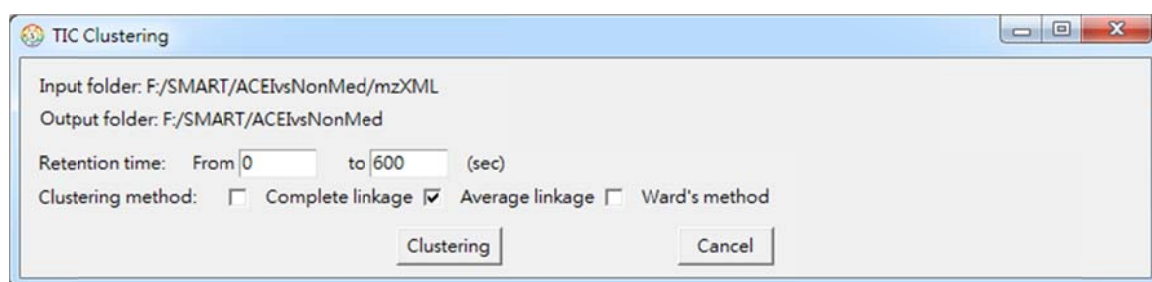 TIC Clustering
Input folder: F:/SMART/ACEIvsNonMed/mzXML
Output folder: F:/SMART/ACEIvsNonMed
Retention time: From 0 to 600 (sec)
Clustering method: Complete linkage Average linkage Ward's method
Clustering Cancel